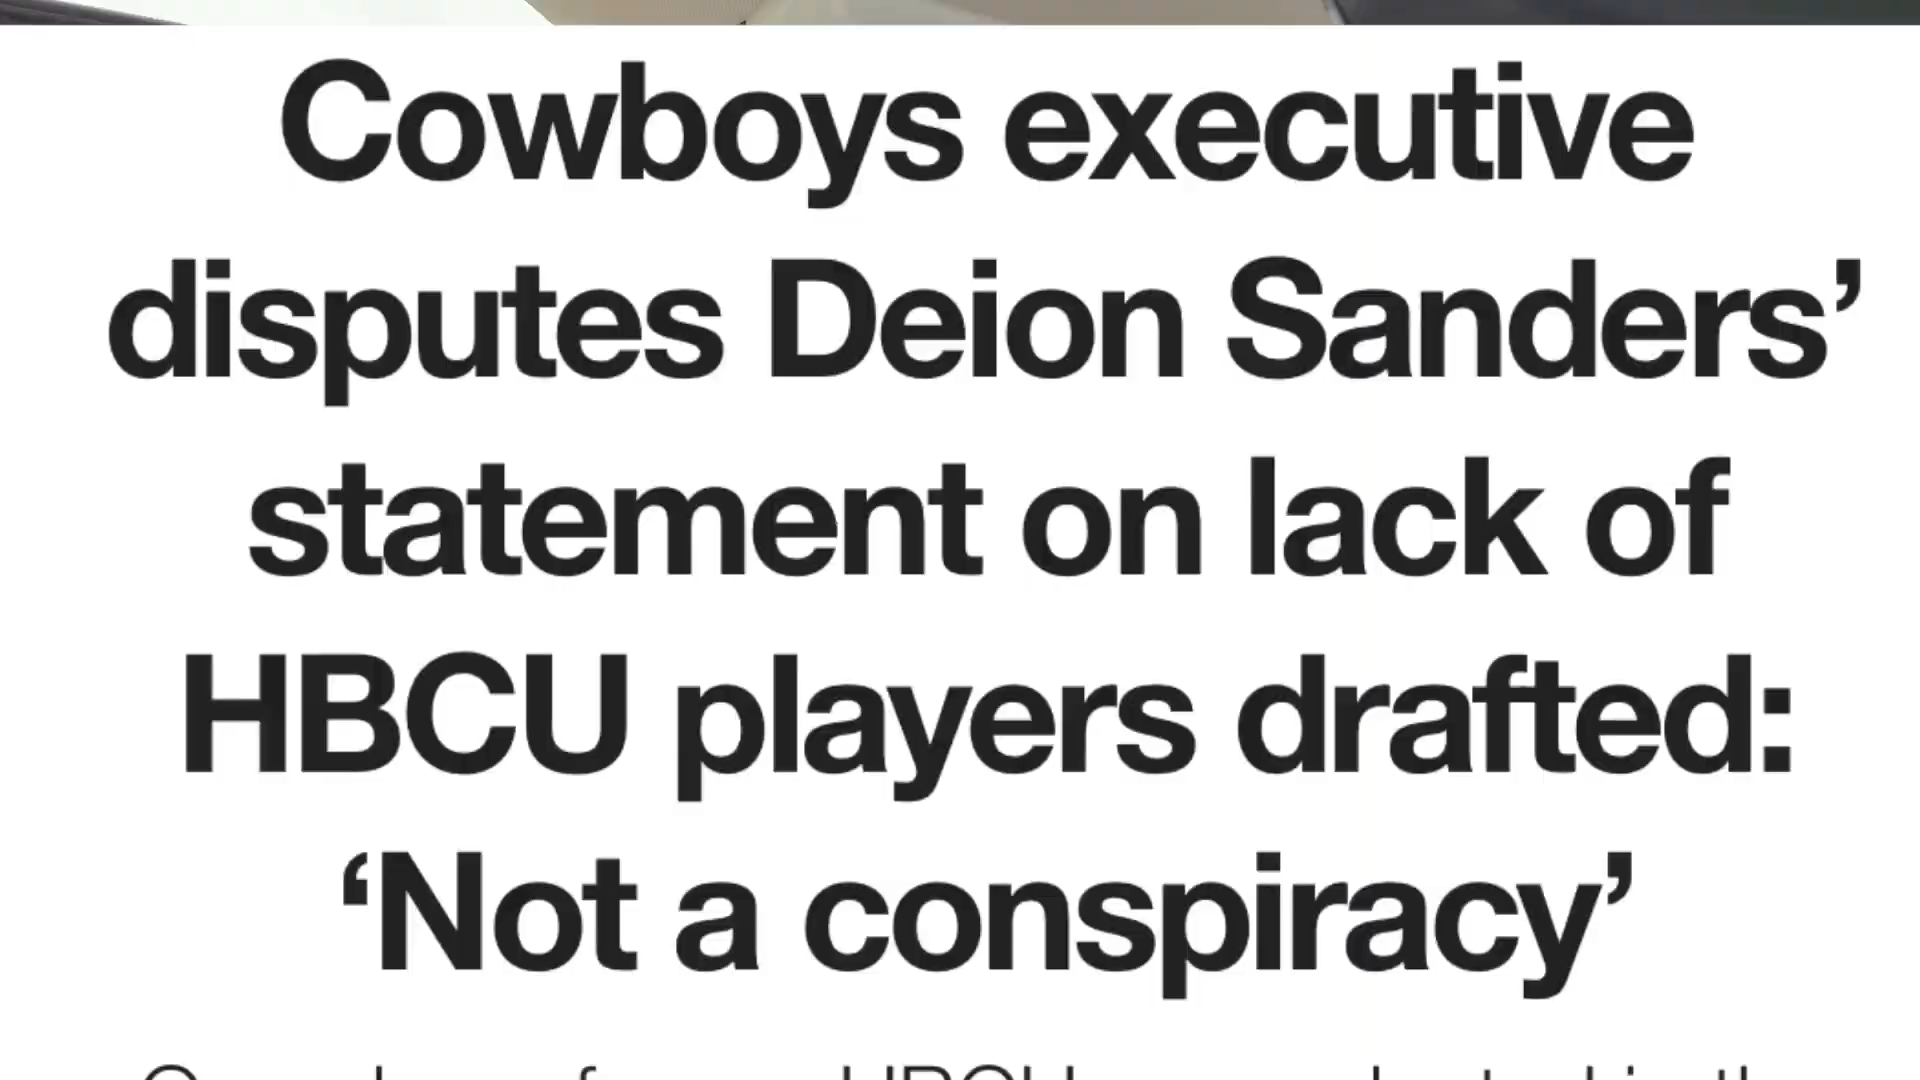 Cowboys executive
disputes Deion Sanders’
statement on lack of
HBCU players drafted:
‘Not a conspiracy’